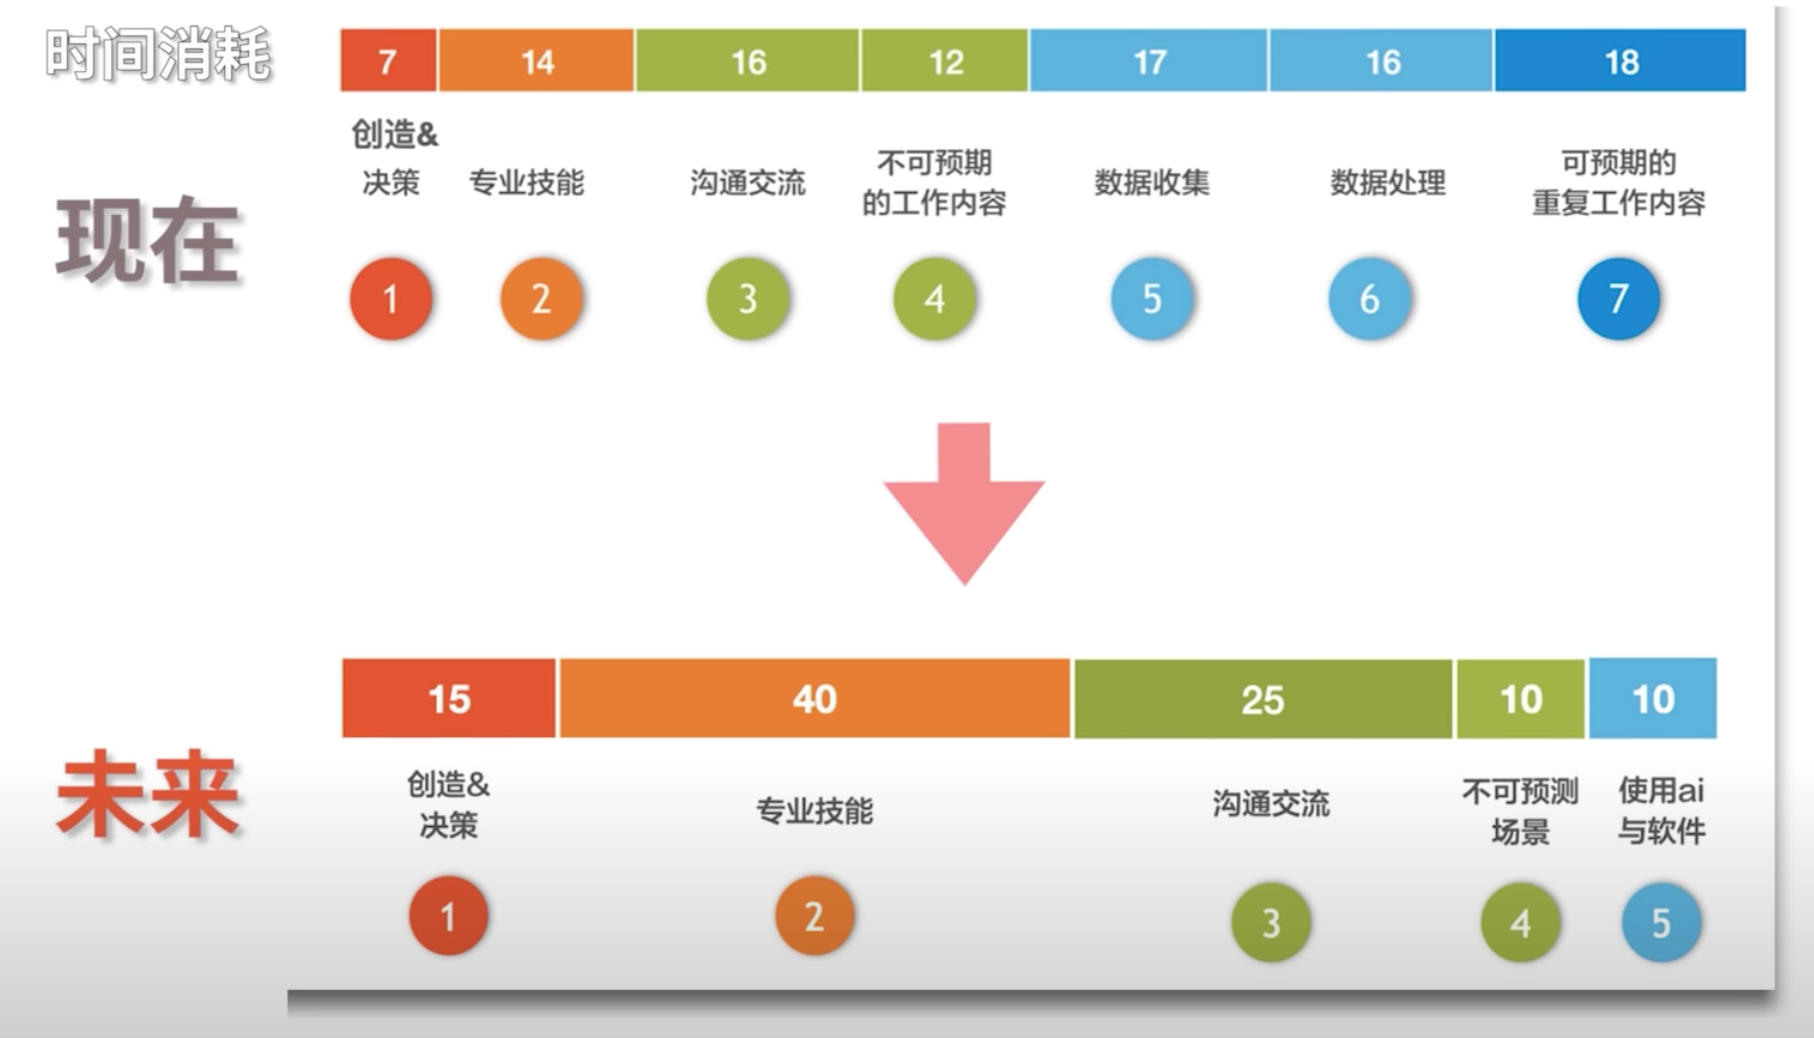 时间消耗
7 14 16 12 17 16 18
现在
创造&
决策
专业技能
沟通交流
不可预期
的工作内容
数据收集
数据处理
可预期的
重复工作内容
1 2 3 4 5 6 7
15 40 25 10 10
未来
创造&
决策
专业技能
沟通交流
不可预测
场景
使用ai
与软件
1 2 3 4 5